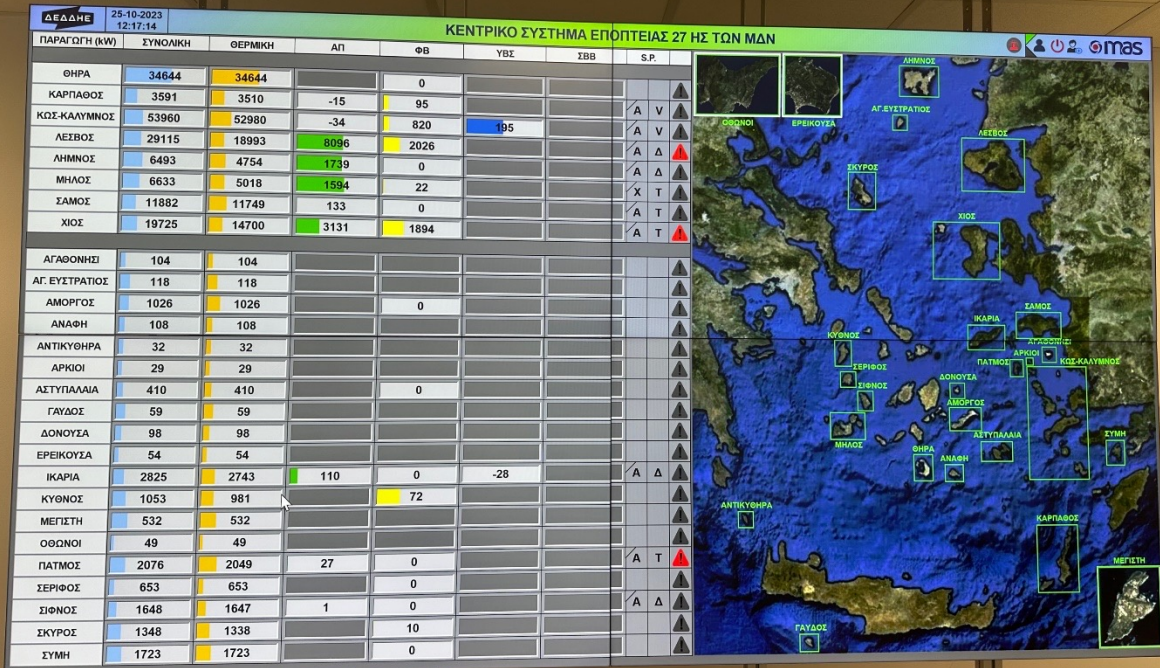 ΔΕΔΔΗΕ
25-10-2023
12:17:14
ΚΕΝΤΡΙΚΟ ΣΥΣΤΗΜΑ ΕΠΟΠΤΕΙΑΣ 27 ΗΣ ΤΩΝ ΜΔΝ
mas
ΠΑΡΑΓΩΓΗ (kW) ΣΥΝΟΛΙΚΗ ΘΕΡΜΙΚΗ ΑΠ ΦΒ ΥΒΣ ΣΒΒ S.P.
ΘΗΡΑ 34644 34644 0
ΚΑΡΠΑΘΟΣ 3591 3510 -15 95 A V
ΚΩΣ-ΚΑΛΥΜΝΟΣ 53960 52980 -34 820 195 A V
ΛΕΣΒΟΣ 29115 18993 8096 2026 A Δ
ΛΗΜΝΟΣ 6493 4754 1739 0 A Δ
ΜΗΛΟΣ 6633 5018 1594 22 X T
ΣΑΜΟΣ 11882 11749 133 0 A T
ΧΙΟΣ 19725 14700 3131 1894 A T
ΑΓΑΘΟΝΗΣΙ 104 104
ΑΓ. ΕΥΣΤΡΑΤΙΟΣ 118 118
ΑΜΟΡΓΟΣ 1026 1026 0
ΑΝΑΦΗ 108 108
ΑΝΤΙΚΥΘΗΡΑ 32 32
ΑΡΚΙΟΙ 29 29
ΑΣΤΥΠΑΛΑΙΑ 410 410 0
ΓΑΥΔΟΣ 59 59
ΔΟΝΟΥΣΑ 98 98
ΕΡΕΙΚΟΥΣΑ 54 54
ΙΚΑΡΙΑ 2825 2743 110 0 -28 A Δ
ΚΥΘΝΟΣ 1053 981 72
ΜΕΓΙΣΤΗ 532 532
ΟΘΩΝΟΙ 49 49
ΠΑΤΜΟΣ 2076 2049 27 0 A T
ΣΕΡΙΦΟΣ 653 653 0
ΣΙΦΝΟΣ 1648 1647 1 0 A Δ
ΣΚΥΡΟΣ 1348 1338 10
ΣΥΜΗ 1723 1723 0
ΛΗΜΝΟΣ
ΟΘΩΝΟΙ
ΕΡΕΙΚΟΥΣΑ
ΑΓ.ΕΥΣΤΡΑΤΙΟΣ
ΛΕΣΒΟΣ
ΣΚΥΡΟΣ
ΧΙΟΣ
ΣΑΜΟΣ
ΙΚΑΡΙΑ
ΚΥΘΝΟΣ
ΑΓΑΘΟΝΗΣΙ
ΑΡΚΙΟΙ
ΠΑΤΜΟΣ
ΚΩΣ-ΚΑΛΥΜΝΟΣ
ΣΕΡΙΦΟΣ
ΔΟΝΟΥΣΑ
ΣΙΦΝΟΣ
ΑΜΟΡΓΟΣ
ΜΗΛΟΣ
ΑΣΤΥΠΑΛΑΙΑ
ΣΥΜΗ
ΘΗΡΑ
ΑΝΑΦΗ
ΑΝΤΙΚΥΘΗΡΑ
ΚΑΡΠΑΘΟΣ
ΜΕΓΙΣΤΗ
ΓΑΥΔΟΣ